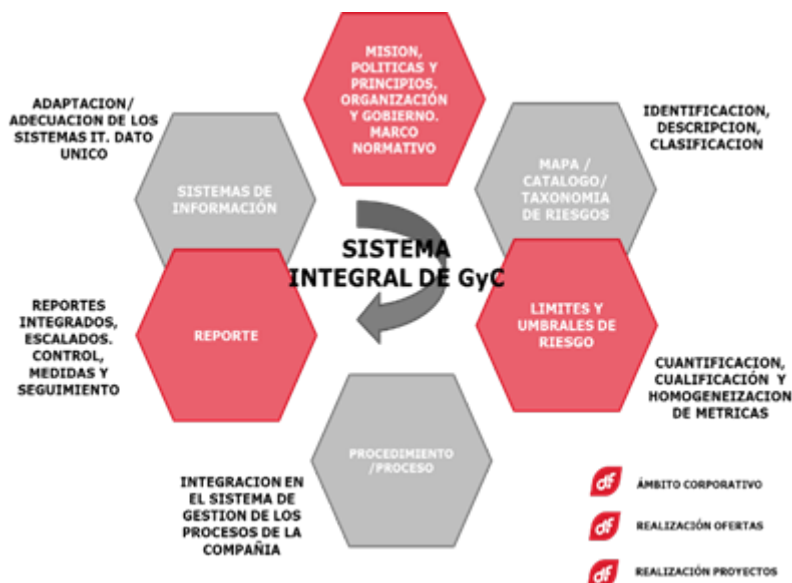 MISION,
POLITICAS Y
PRINCIPIOS.
ORGANIZACIÓN
Y GOBIERNO.
MARCO
NORMATIVO
ADAPTACION/
ADECUACION DE LOS
SISTEMAS IT. DATO
UNICO
IDENTIFICACION,
DESCRIPCION,
CLASIFICACION
SISTEMAS DE
INFORMACIÓN
MAPA /
CATALOGO/
TAXONOMIA
DE RIESGOS
SISTEMA
INTEGRAL DE GyC
REPORTES
INTEGRADOS,
ESCALADOS.
CONTROL,
MEDIDAS Y
SEGUIMIENTO
REPORTE
LIMITES Y
UMBRALES DE
RIESGO
CUANTIFICACION,
CUALIFICACIÓN Y
HOMOGENEIZACION
DE METRICAS
PROCEDIMIENTO
/PROCESO
INTEGRACION EN
EL SISTEMA DE
GESTION DE LOS
PROCESOS DE LA
COMPAÑIA
df ÁMBITO CORPORATIVO
df REALIZACIÓN OFERTAS
df REALIZACIÓN PROYECTOS